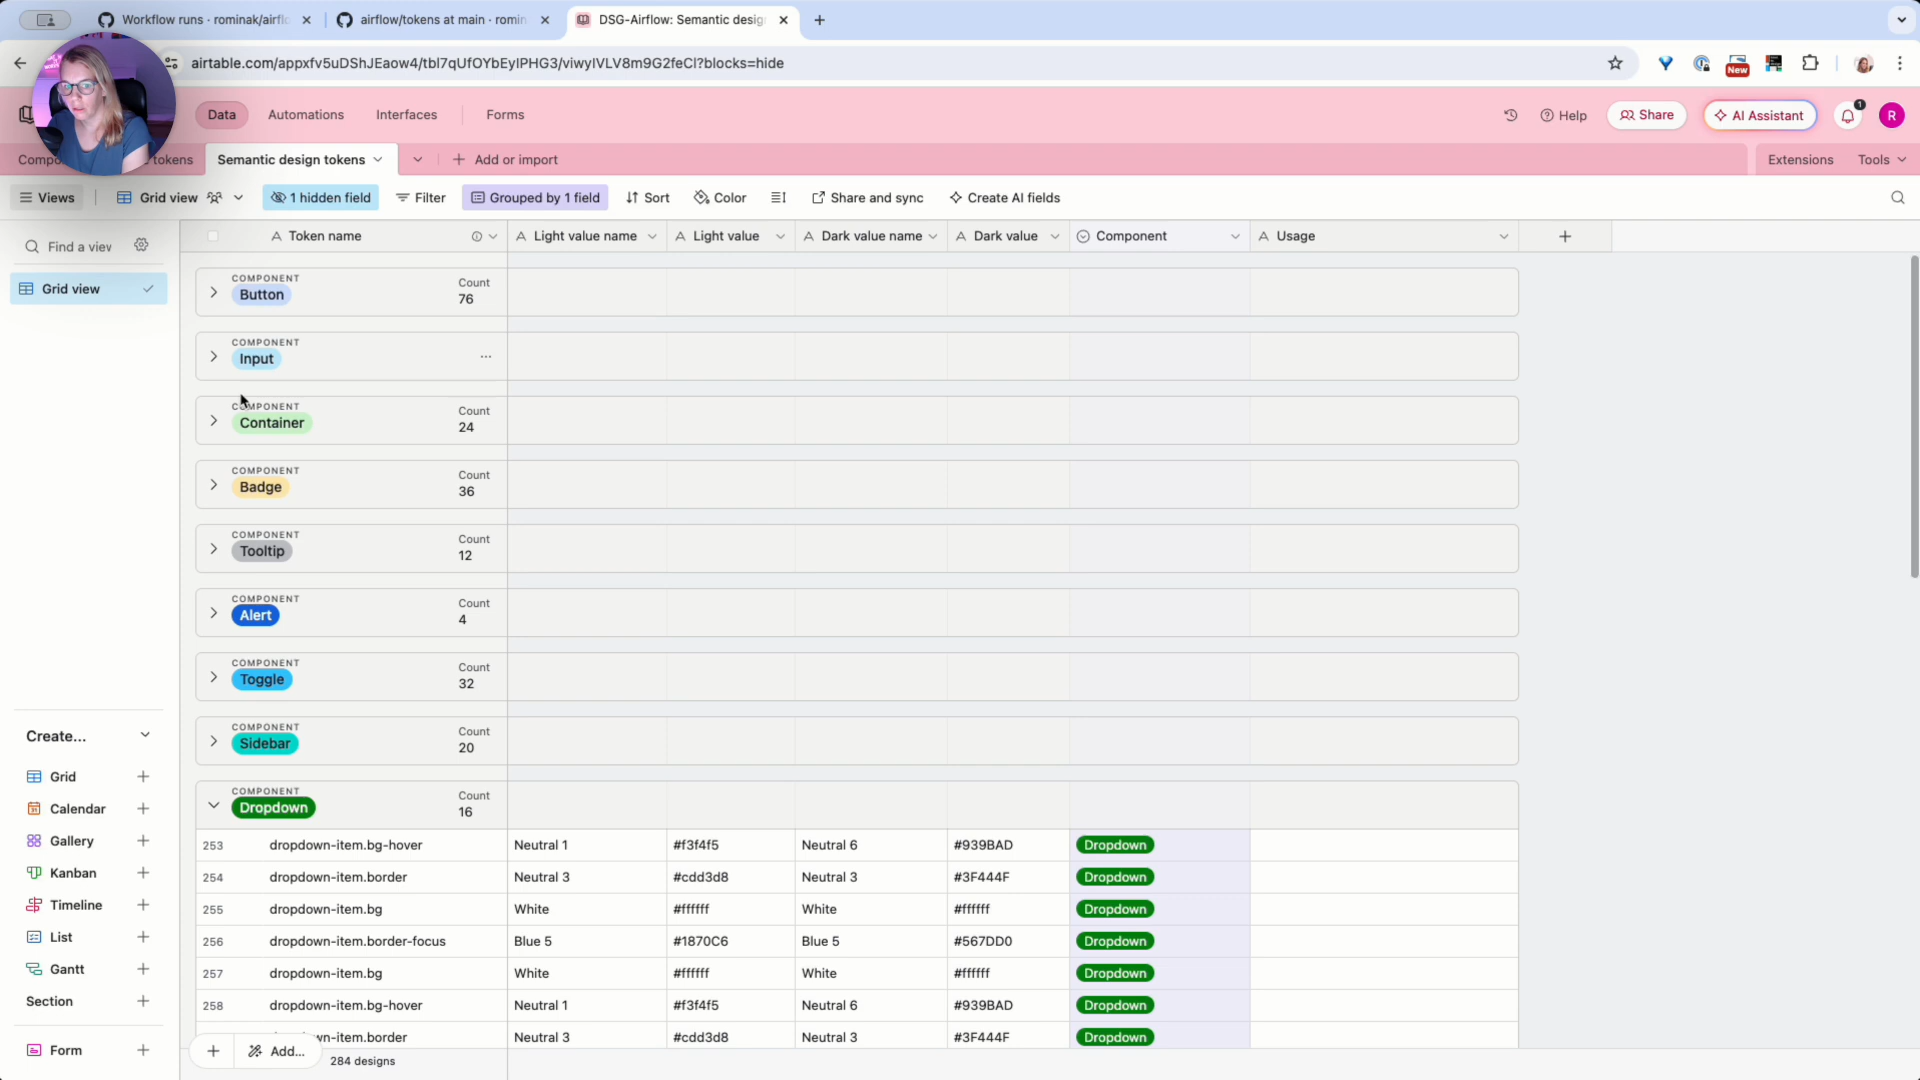 Workflow runs · rominak/airfl
airflow/tokens at main · romin
DSG-Airflow: Semantic desig
airtable.com/appxfv5uDShJEaow4/tbl7qUfOYbEylPHG3/viwylVLV8m9G2feCl?blocks=hide
New
Data
Automations
Interfaces
Forms
Help
Share
AI Assistant
1
R
Compo
tokens
Semantic design tokens
Add or import
Extensions
Tools
Views
Grid view
1 hidden field
Filter
Grouped by 1 field
Sort
Color
Share and sync
Create AI fields
Find a view
Grid view
Token name
Light value name
Light value
Dark value name
Dark value
Component
Usage
COMPONENT
Button
Count
76
COMPONENT
Input
COMPONENT
Container
Count
24
COMPONENT
Badge
Count
36
COMPONENT
Tooltip
Count
12
COMPONENT
Alert
Count
4
COMPONENT
Toggle
Count
32
COMPONENT
Sidebar
Count
20
COMPONENT
Dropdown
Count
16
253 dropdown-item.bg-hover Neutral 1 #f3f4f5 Neutral 6 #939BAD Dropdown
254 dropdown-item.border Neutral 3 #cdd3d8 Neutral 3 #3F444F Dropdown
255 dropdown-item.bg White #ffffff White #ffffff Dropdown
256 dropdown-item.border-focus Blue 5 #1870C6 Blue 5 #567DD0 Dropdown
257 dropdown-item.bg White #ffffff White #ffffff Dropdown
258 dropdown-item.bg-hover Neutral 1 #f3f4f5 Neutral 6 #939BAD Dropdown
wn-item.border Neutral 3 #cdd3d8 Neutral 3 #3F444F Dropdown
Add...
284 designs
Create...
Grid
Calendar
Gallery
Kanban
Timeline
List
Gantt
Section
Form